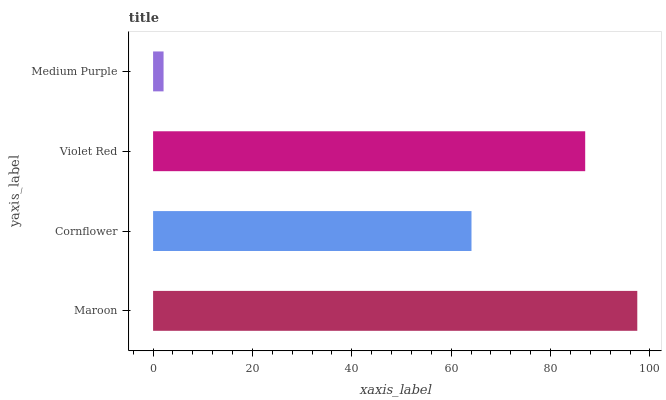 title
Medium Purple
Violet Red
Cornflower
Maroon
yaxis_label
0 20 40 60 80 100
xaxis_label